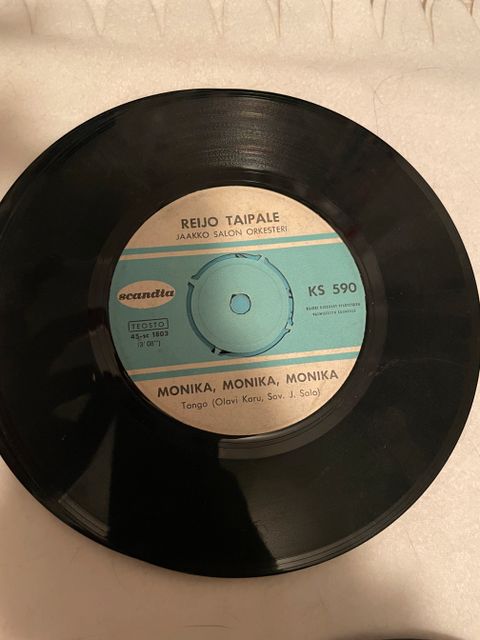 REIJO TAIPALE
JAAKKO SALON ORKESTERI
scandia
KS 590
TEOSTO
45-sc 1803
(3' 08")
MONIKA, MONIKA, MONIKA
Tango (Olavi Karu, Sov. J. Salo)